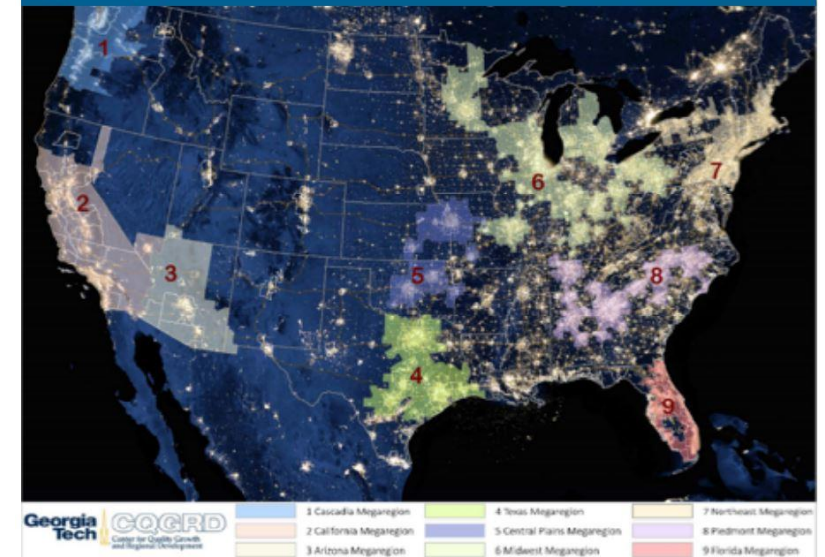 1
2
3
4
5
6
7
8
9
Georgia Tech
CQGRD
Center for Quality Growth
and Regional Development
1 Cascadia Megaregion
2 California Megaregion
3 Arizona Megaregion
4 Texas Megaregion
5 Central Plains Megaregion
6 Midwest Megaregion
7 Northeast Megaregion
8 Piedmont Megaregion
9 Florida Megaregion